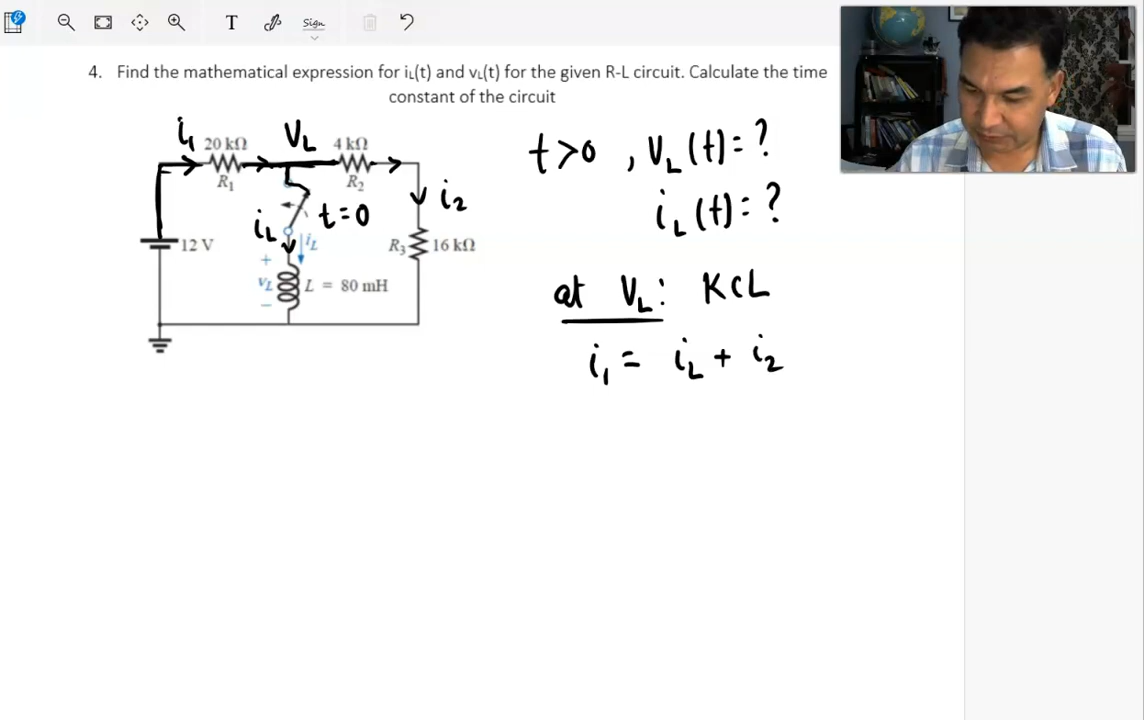 T Sign
4. Find the mathematical expression for iL(t) and vL(t) for the given R-L circuit. Calculate the time
constant of the circuit
i1 20 kΩ VL 4 kΩ
R1 R2
t>0 , VL (t) = ?
iL (t) = ?
i2
t=0
iL
iL
12 V
R3 16 kΩ
+
vL L = 80 mH
−
at VL: KCL
i1 = iL + i2